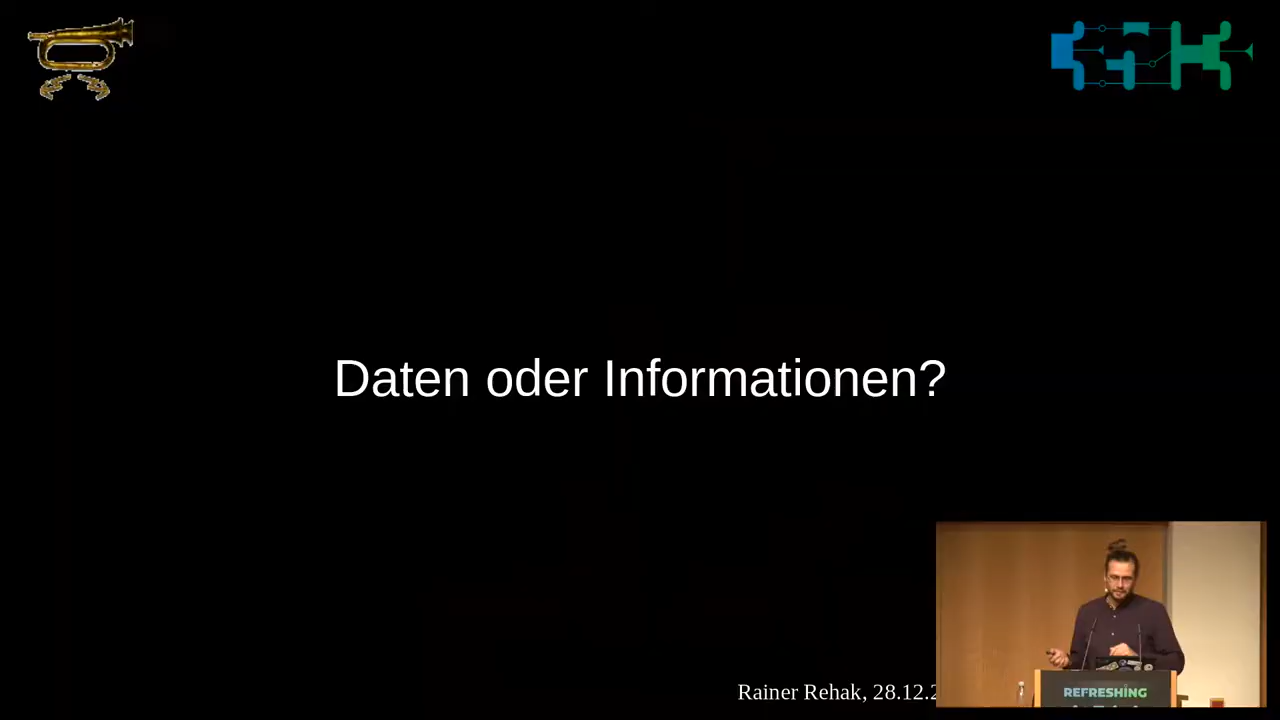 Daten oder Informationen?
Rainer Rehak, 28.12.2
REFRESHING